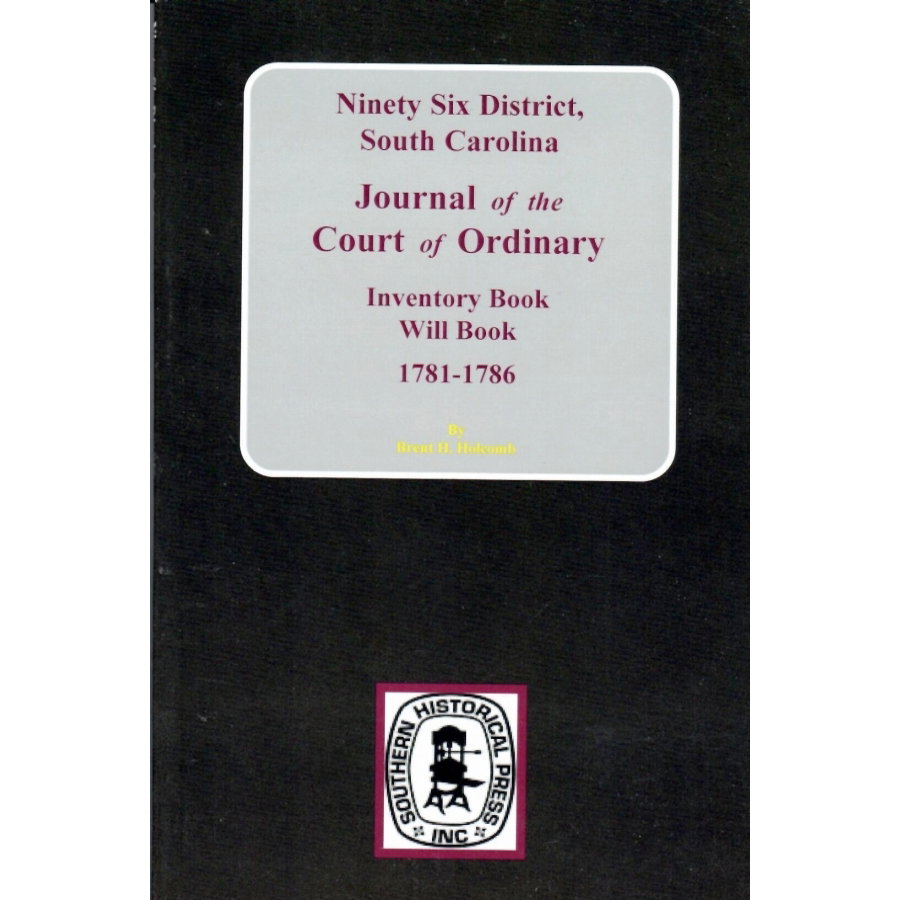 Ninety Six District,
South Carolina
Journal of the
Court of Ordinary
Inventory Book
Will Book
1781-1786
By
Brent H. Holcomb
SOUTHERN HISTORICAL PRESS
INC